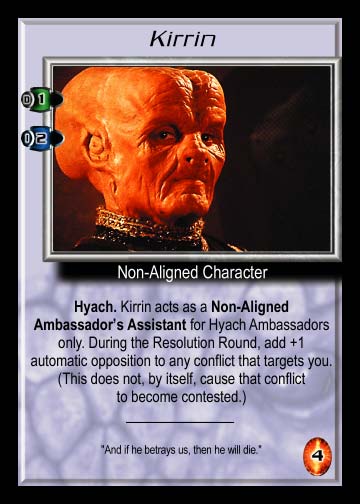 Kirrin
D 1
I 2
Non-Aligned Character
Hyach. Kirrin acts as a Non-Aligned
Ambassador's Assistant for Hyach Ambassadors
only. During the Resolution Round, add +1
automatic opposition to any conflict that targets you.
(This does not, by itself, cause that conflict
to become contested.)
"And if he betrays us, then he will die."
4